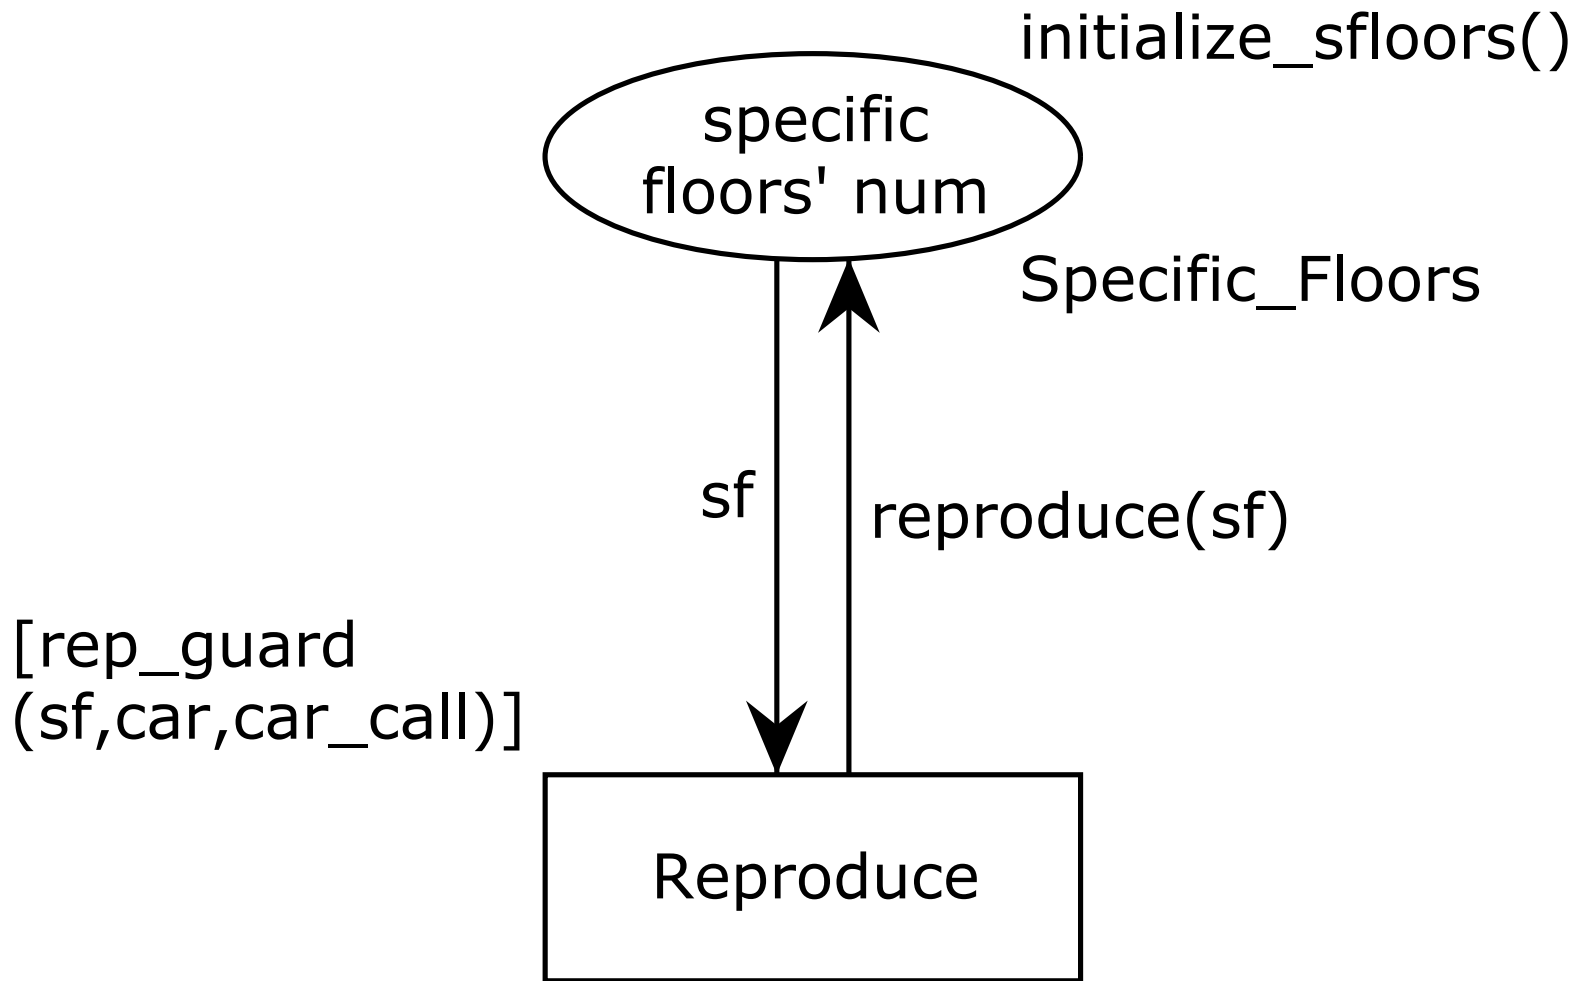 initialize_sfloors()
specific
floors' num
Specific_Floors
sf
reproduce(sf)
[rep_guard
(sf,car,car_call)]
Reproduce